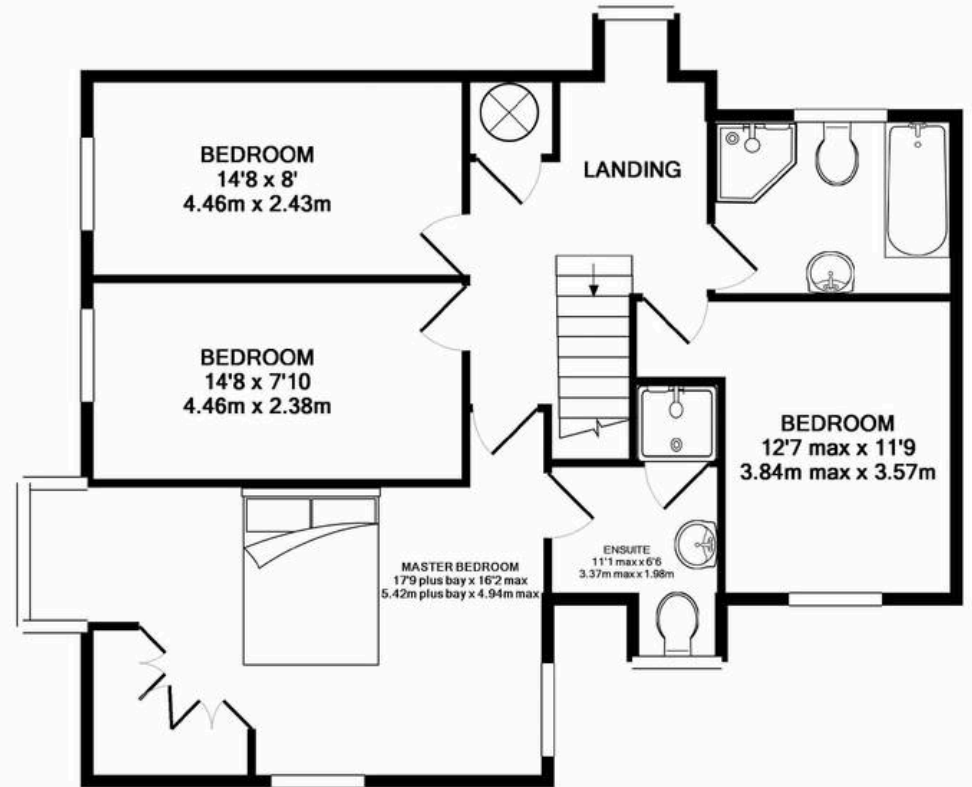 BEDROOM
14'8 x 8'
4.46m x 2.43m
LANDING
BEDROOM
14'8 x 7'10
4.46m x 2.38m
BEDROOM
12'7 max x 11'9
3.84m max x 3.57m
MASTER BEDROOM
17'9 plus bay x 16'2 max
5.42m plus bay x 4.94m max
ENSUITE
11'1 max x 6'6
3.37m max x 1.98m